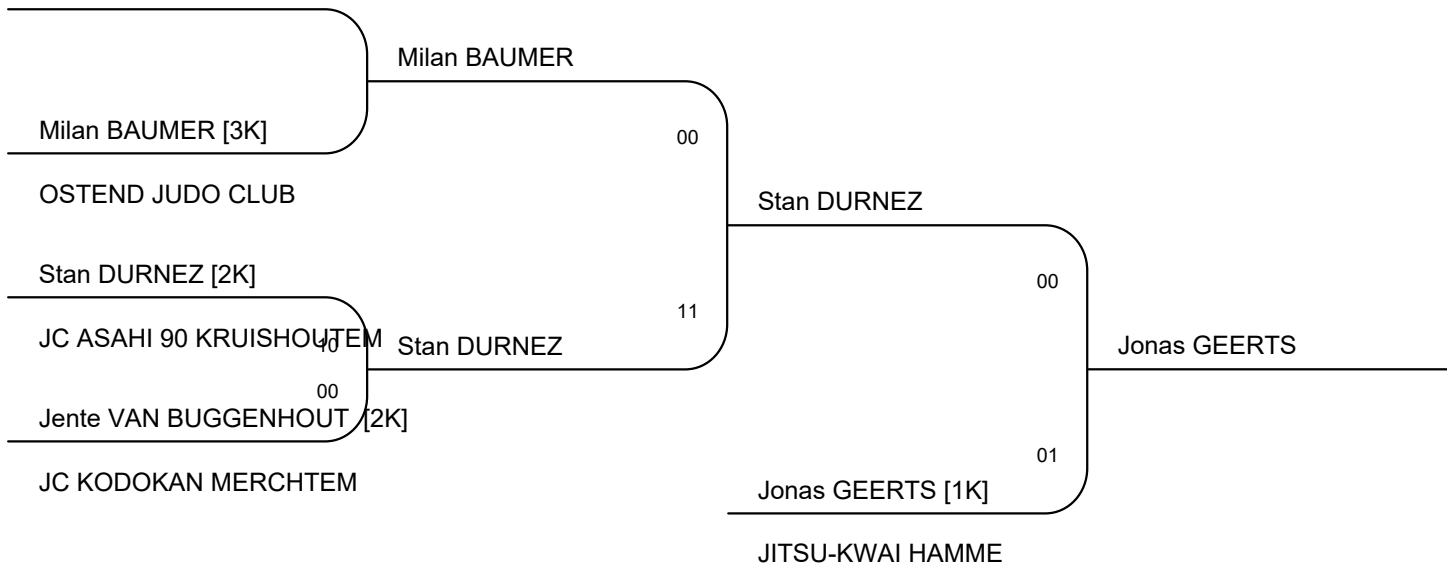 Milan BAUMER
Milan BAUMER [3K]
00
OSTEND JUDO CLUB
Stan DURNEZ
Stan DURNEZ [2K]
00
11
JC ASAHI 90 KRUISHOUTEM
10
Stan DURNEZ
Jonas GEERTS
00
Jente VAN BUGGENHOUT [2K]
01
JC KODOKAN MERCHTEM
Jonas GEERTS [1K]
JITSU-KWAI HAMME